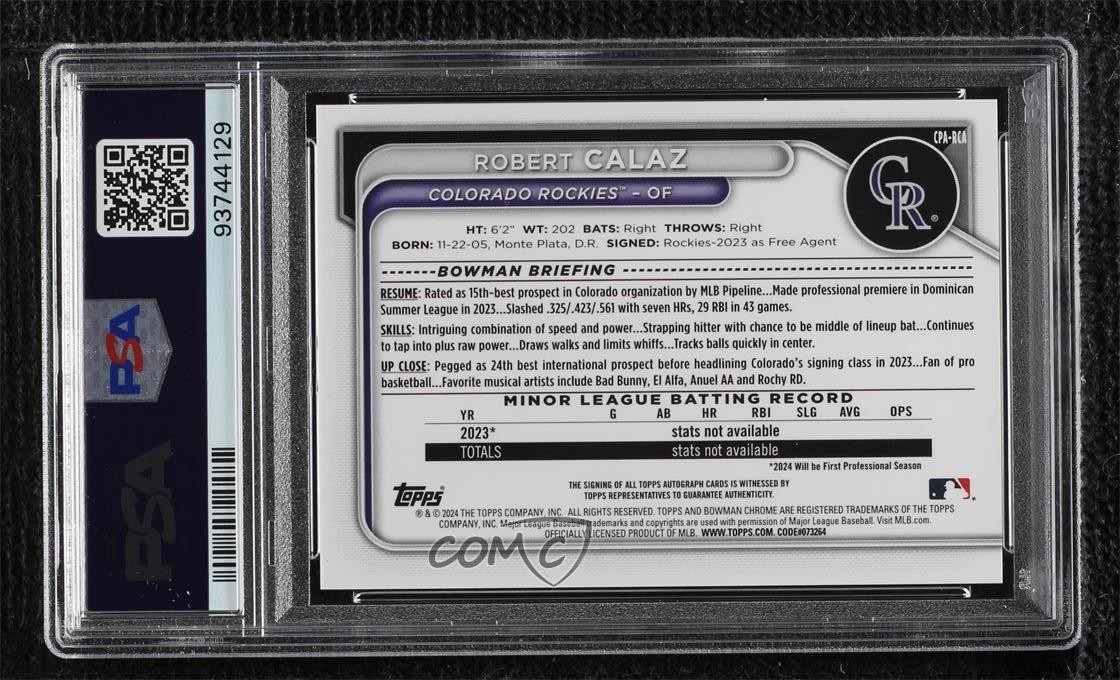 93744129
PSA
PSA
CPA-RCA
ROBERT CALAZ
CR®
COLORADO ROCKIES™ – OF
HT: 6'2" WT: 202 BATS: Right THROWS: Right
BORN: 11-22-05, Monte Plata, D.R. SIGNED: Rockies-2023 as Free Agent
BOWMAN BRIEFING
RESUME: Rated as 15th-best prospect in Colorado organization by MLB Pipeline...Made professional premiere in Dominican
Summer League in 2023...Slashed .325/.423/.561 with seven HRs, 29 RBI in 43 games.
SKILLS: Intriguing combination of speed and power...Strapping hitter with chance to be middle of lineup bat...Continues
to tap into plus raw power...Draws walks and limits whiffs...Tracks balls quickly in center.
UP CLOSE: Pegged as 24th best international prospect before headlining Colorado's signing class in 2023...Fan of pro
basketball...Favorite musical artists include Bad Bunny, El Alfa, Anuel AA and Rochy RD.
MINOR LEAGUE BATTING RECORD
YR G AB HR RBI SLG AVG OPS
2023* stats not available
TOTALS stats not available
*2024 Will be First Professional Season
Topps®
THE SIGNING OF ALL TOPPS AUTOGRAPH CARDS IS WITNESSED BY
TOPPS REPRESENTATIVES TO GUARANTEE AUTHENTICITY.
® & © 2024 THE TOPPS COMPANY, INC. ALL RIGHTS RESERVED. TOPPS AND BOWMAN CHROME ARE REGISTERED TRADEMARKS OF THE TOPPS
COMPANY, INC. Major League Baseball trademarks and copyrights are used with permission of Major League Baseball. Visit MLB.com.
OFFICIALLY LICENSED PRODUCT OF MLB. WWW.TOPPS.COM. CODE#073264
COMC